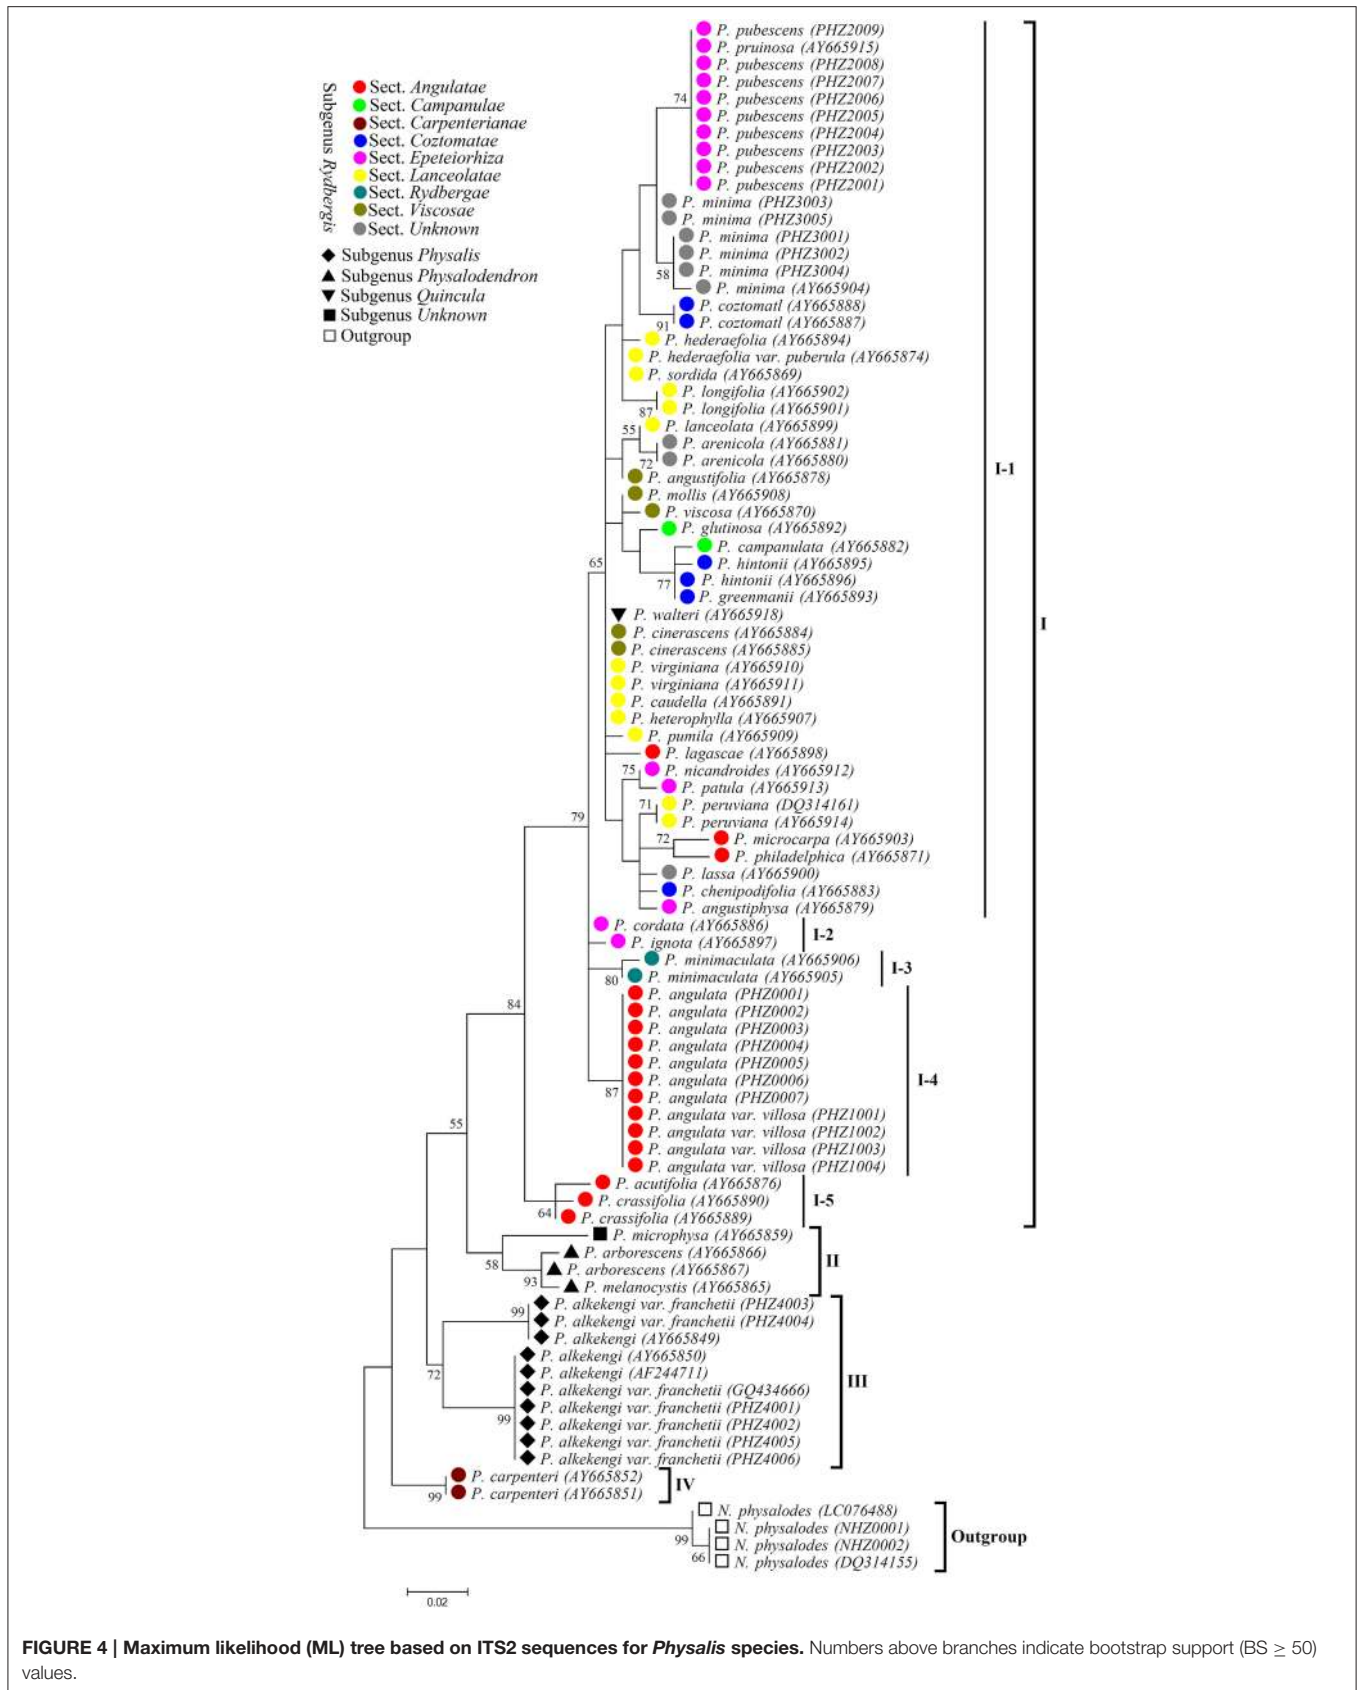 Subgenus Rydbergis
Sect. Angulatae
Sect. Campanulae
Sect. Carpenterianae
Sect. Coztomatae
Sect. Epeteiorhiza
Sect. Lanceolatae
Sect. Rydbergae
Sect. Viscosae
Sect. Unknown
Subgenus Physalis
Subgenus Physalodendron
Subgenus Quincula
Subgenus Unknown
Outgroup
P. pubescens (PHZ2009)
P. pruinosa (AY665915)
P. pubescens (PHZ2008)
P. pubescens (PHZ2007)
74
P. pubescens (PHZ2006)
P. pubescens (PHZ2005)
P. pubescens (PHZ2004)
P. pubescens (PHZ2003)
P. pubescens (PHZ2002)
P. pubescens (PHZ2001)
P. minima (PHZ3003)
P. minima (PHZ3005)
P. minima (PHZ3001)
P. minima (PHZ3002)
P. minima (PHZ3004)
58
P. minima (AY665904)
P. coztomatl (AY665888)
P. coztomatl (AY665887)
91
P. hederaefolia (AY665894)
P. hederaefolia var. puberula (AY665874)
P. sordida (AY665869)
P. longifolia (AY665902)
P. longifolia (AY665901)
87
P. lanceolata (AY665899)
55
P. arenicola (AY665881)
P. arenicola (AY665880)
72
I-1
P. angustifolia (AY665878)
P. mollis (AY665908)
P. viscosa (AY665870)
P. glutinosa (AY665892)
P. campanulata (AY665882)
P. hintonii (AY665895)
65
P. hintonii (AY665896)
77
P. greenmanii (AY665893)
P. walteri (AY665918)
I
P. cinerascens (AY665884)
P. cinerascens (AY665885)
P. virginiana (AY665910)
P. virginiana (AY665911)
P. caudella (AY665891)
P. heterophylla (AY665907)
P. pumila (AY665909)
P. lagascae (AY665898)
75
P. nicandroides (AY665912)
P. patula (AY665913)
71
P. peruviana (DQ314161)
P. peruviana (AY665914)
79
72
P. microcarpa (AY665903)
P. philadelphica (AY665871)
P. lassa (AY665900)
P. chenipodifolia (AY665883)
P. angustiphysa (AY665879)
P. cordata (AY665886)
I-2
P. ignota (AY665897)
P. minimaculata (AY665906)
I-3
80
P. minimaculata (AY665905)
P. angulata (PHZ0001)
84
P. angulata (PHZ0002)
P. angulata (PHZ0003)
P. angulata (PHZ0004)
P. angulata (PHZ0005)
P. angulata (PHZ0006)
I-4
87
P. angulata (PHZ0007)
P. angulata var. villosa (PHZ1001)
55
P. angulata var. villosa (PHZ1002)
P. angulata var. villosa (PHZ1003)
P. angulata var. villosa (PHZ1004)
P. acutifolia (AY665876)
I-5
P. crassifolia (AY665890)
64
P. crassifolia (AY665889)
P. microphysa (AY665859)
P. arborescens (AY665866)
II
58
P. arborescens (AY665867)
93
P. melanocystis (AY665865)
P. alkekengi var. franchetii (PHZ4003)
99
P. alkekengi var. franchetii (PHZ4004)
P. alkekengi (AY665849)
P. alkekengi (AY665850)
72
P. alkekengi (AF244711)
III
P. alkekengi var. franchetii (GQ434666)
P. alkekengi var. franchetii (PHZ4001)
99
P. alkekengi var. franchetii (PHZ4002)
P. alkekengi var. franchetii (PHZ4005)
P. alkekengi var. franchetii (PHZ4006)
P. carpenteri (AY665852)
IV
99
P. carpenteri (AY665851)
N. physalodes (LC076488)
N. physalodes (NHZ0001)
99
Outgroup
N. physalodes (NHZ0002)
66
N. physalodes (DQ314155)
0.02
FIGURE 4 | Maximum likelihood (ML) tree based on ITS2 sequences for Physalis species. Numbers above branches indicate bootstrap support (BS ≥ 50)
values.